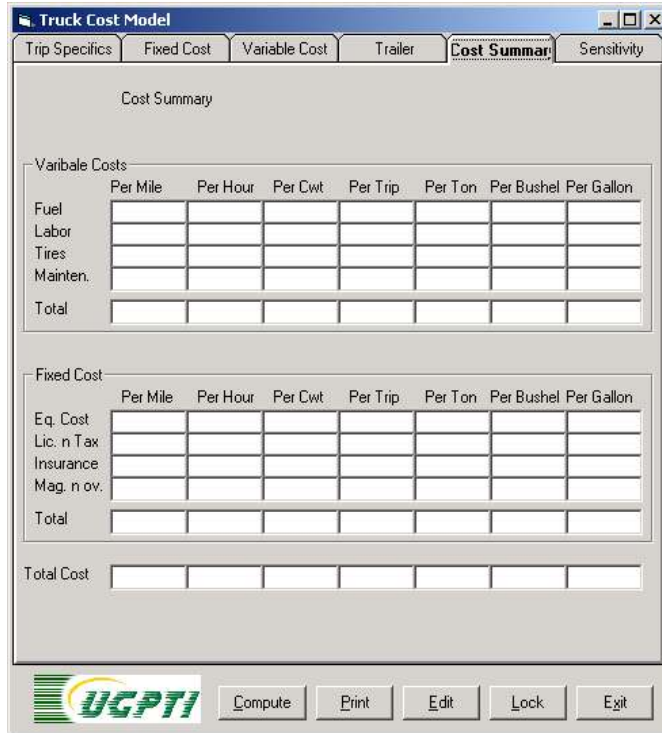 Truck Cost Model
Trip Specifics Fixed Cost Variable Cost Trailer Cost Summar Sensitivity
Cost Summary
Varibale Costs
Per Mile Per Hour Per Cwt Per Trip Per Ton Per Bushel Per Gallon
Fuel
Labor
Tires
Mainten.
Total
Fixed Cost
Per Mile Per Hour Per Cwt Per Trip Per Ton Per Bushel Per Gallon
Eq. Cost
Lic. n Tax
Insurance
Mag. n ov.
Total
Total Cost
UGPTI Compute Print Edit Lock Exit